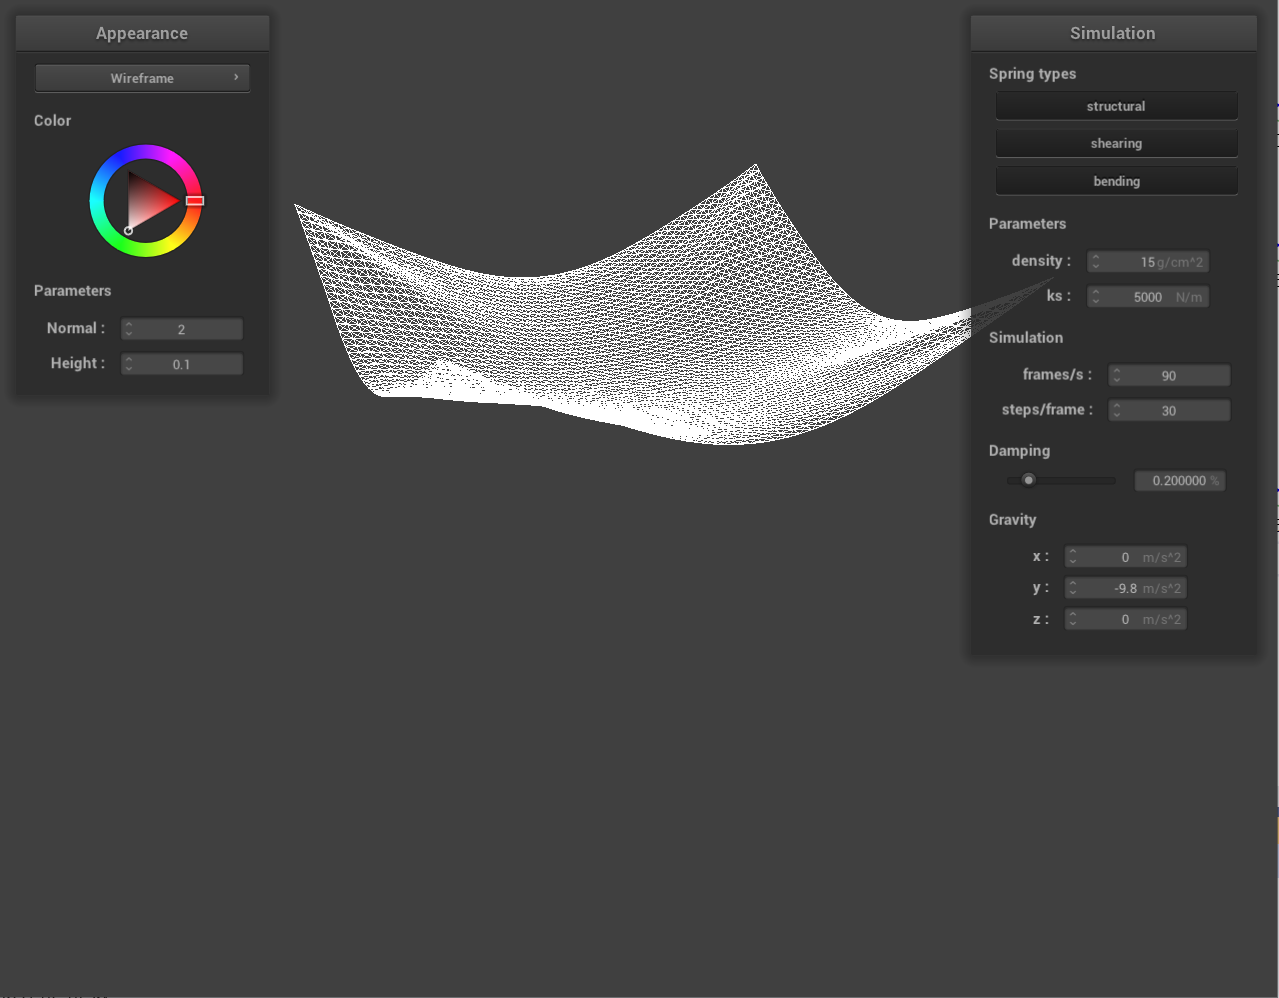 Appearance
Wireframe
Color
Parameters
Normal : 2
Height : 0.1
Simulation
Spring types
structural
shearing
bending
Parameters
density : 15 g/cm^2
ks : 5000 N/m
Simulation
frames/s : 90
steps/frame : 30
Damping
0.200000 %
Gravity
x : 0 m/s^2
y : -9.8 m/s^2
z : 0 m/s^2